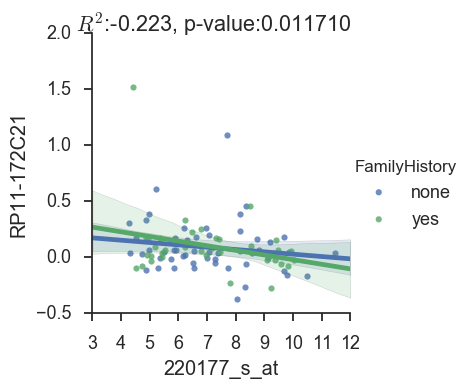 R²:-0.223, p-value:0.011710
2.0
1.5
1.0
0.5
0.0
−0.5
RP11-172C21
3 4 5 6 7 8 9 10 11 12
220177_s_at
FamilyHistory
none
yes